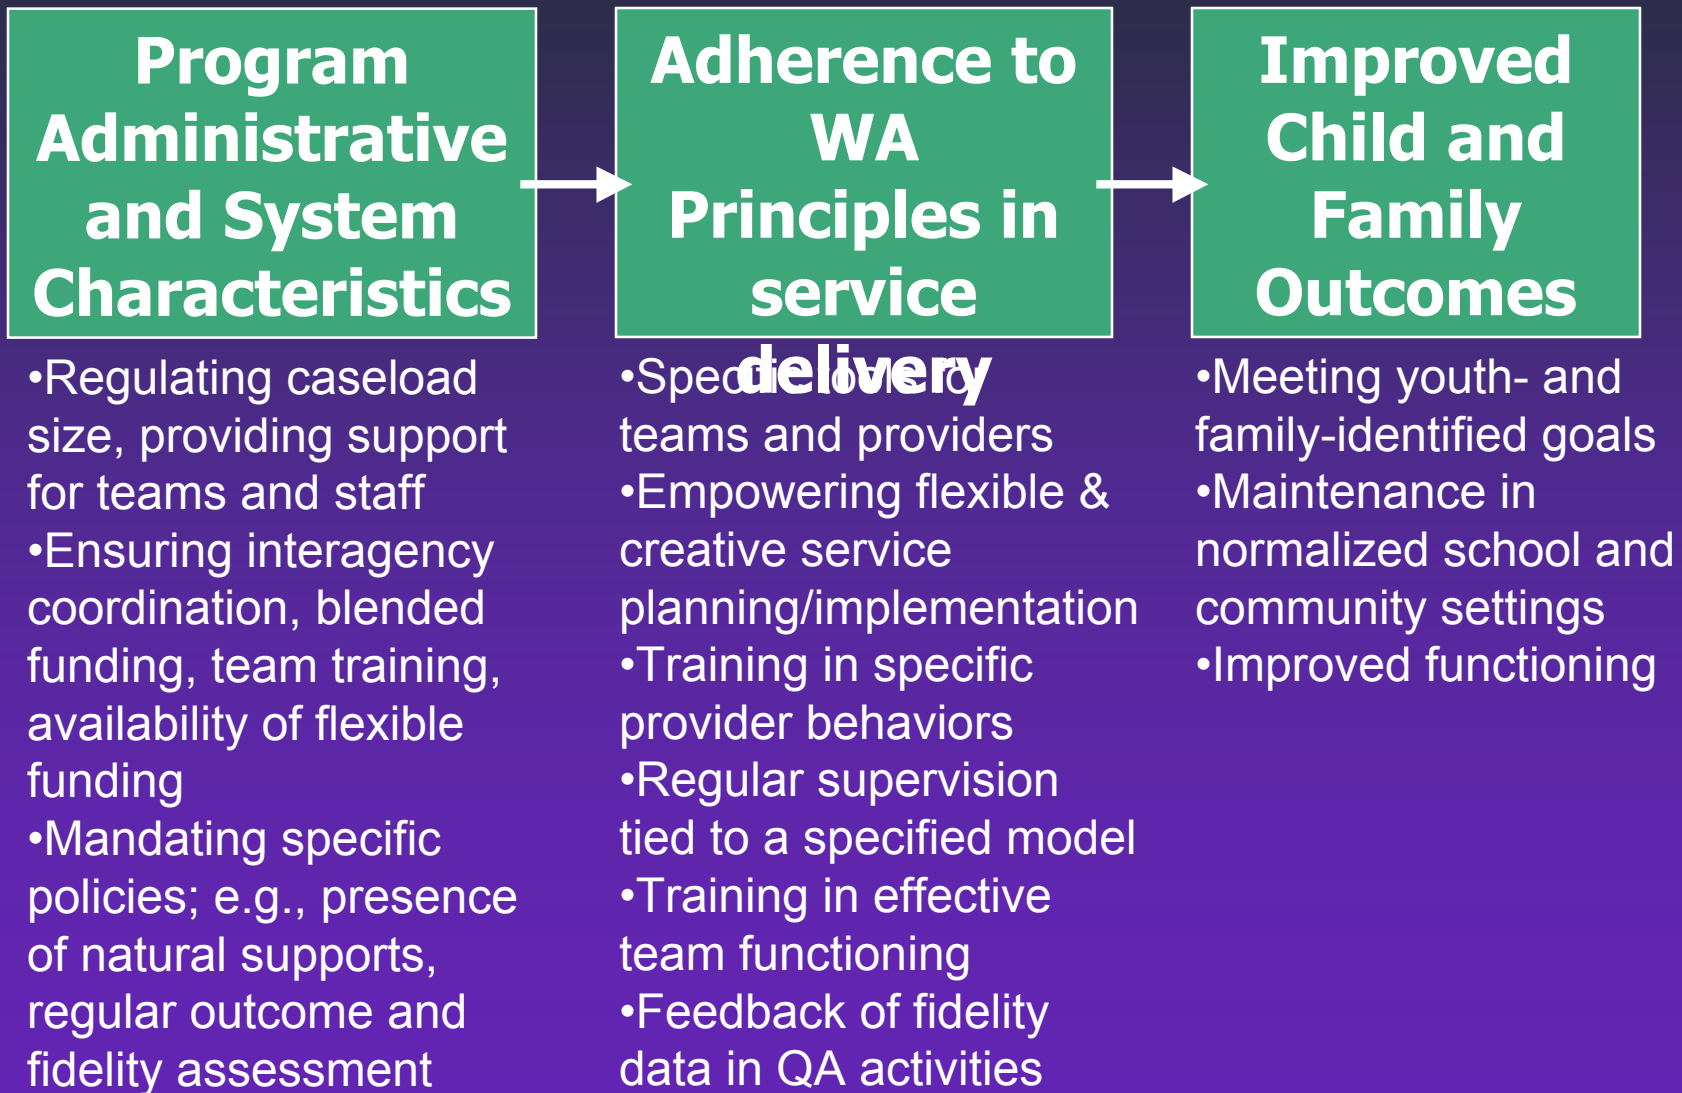 Program
Administrative
and System
Characteristics
•Regulating caseload
size, providing support
for teams and staff
•Ensuring interagency
coordination, blended
funding, team training,
availability of flexible
funding
•Mandating specific
policies; e.g., presence
of natural supports,
regular outcome and
fidelity assessment
Adherence to
WA
Principles in
service
delivery
•Specific tools for
teams and providers
•Empowering flexible &
creative service
planning/implementation
•Training in specific
provider behaviors
•Regular supervision
tied to a specified model
•Training in effective
team functioning
•Feedback of fidelity
data in QA activities
Improved
Child and
Family
Outcomes
•Meeting youth- and
family-identified goals
•Maintenance in
normalized school and
community settings
•Improved functioning